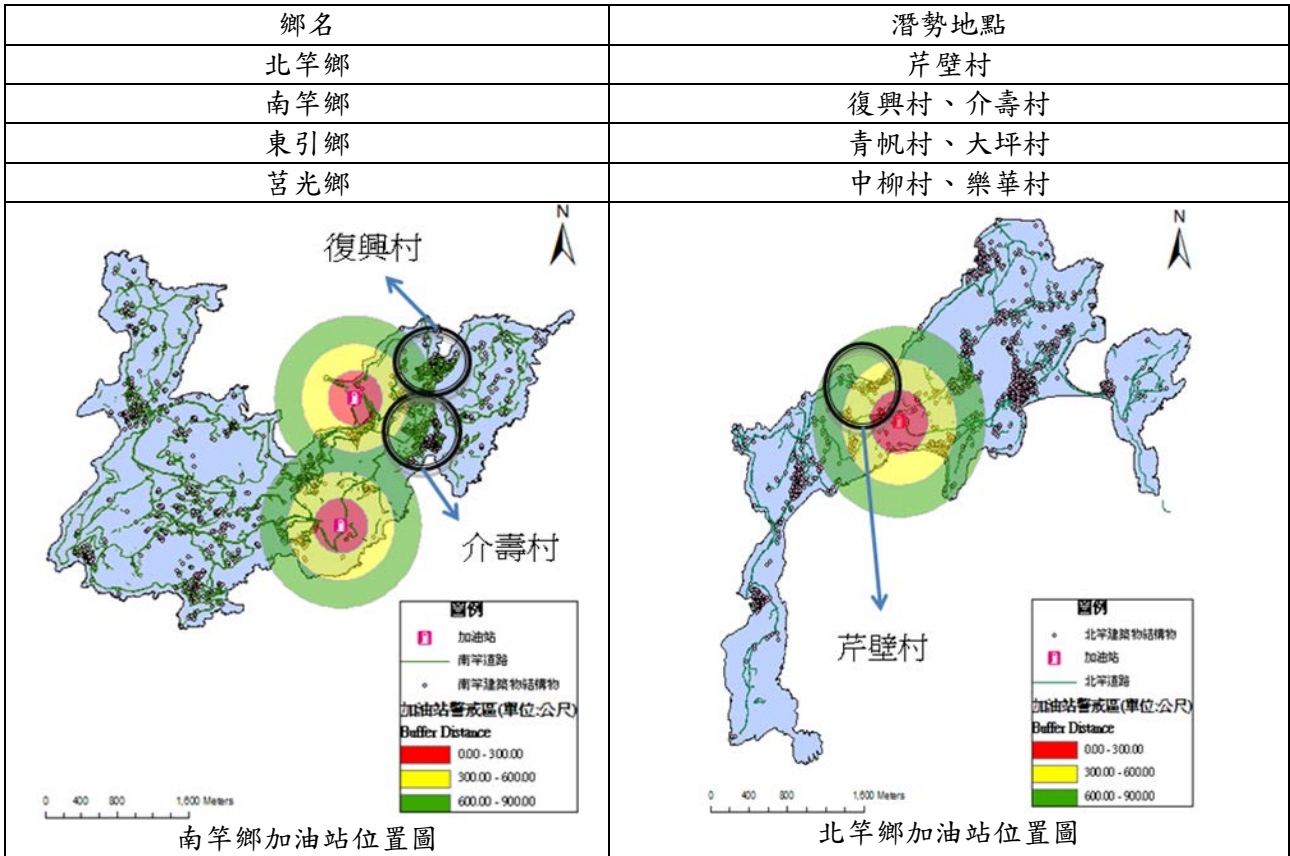 鄉名 潛勢地點
北竿鄉 芹壁村
南竿鄉 復興村、介壽村
東引鄉 青帆村、大坪村
莒光鄉 中柳村、樂華村
復興村
N
介壽村
圖例
加油站
南竿道路
南竿建築物結構物
加油站警戒區(單位:公尺)
Buffer Distance
0.00 - 300.00
300.00 - 600.00
600.00 - 900.00
0 400 800 1,600 Meters
南竿鄉加油站位置圖
N
芹壁村
圖例
北竿建築物結構物
加油站
北竿道路
加油站警戒區(單位:公尺)
Buffer Distance
0.00 - 300.00
300.00 - 600.00
600.00 - 900.00
0 400 800 1,600 Meters
北竿鄉加油站位置圖